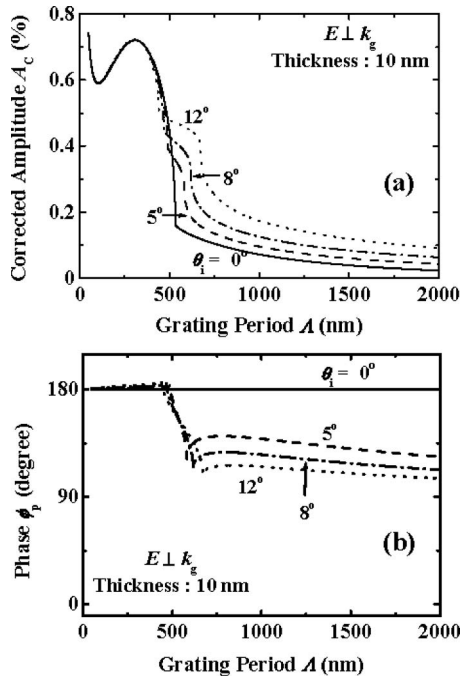 0.8
0.6
0.4
0.2
0
Corrected Amplitude A_C (%)
E ⊥ k_g
Thickness : 10 nm
12°
8°
5°
θ_i = 0°
(a)
0 500 1000 1500 2000
Grating Period Λ (nm)
180
90
0
Phase ϕ_p (degree)
θ_i = 0°
5°
12°
8°
E ⊥ k_g
Thickness : 10 nm
(b)
0 500 1000 1500 2000
Grating Period Λ (nm)